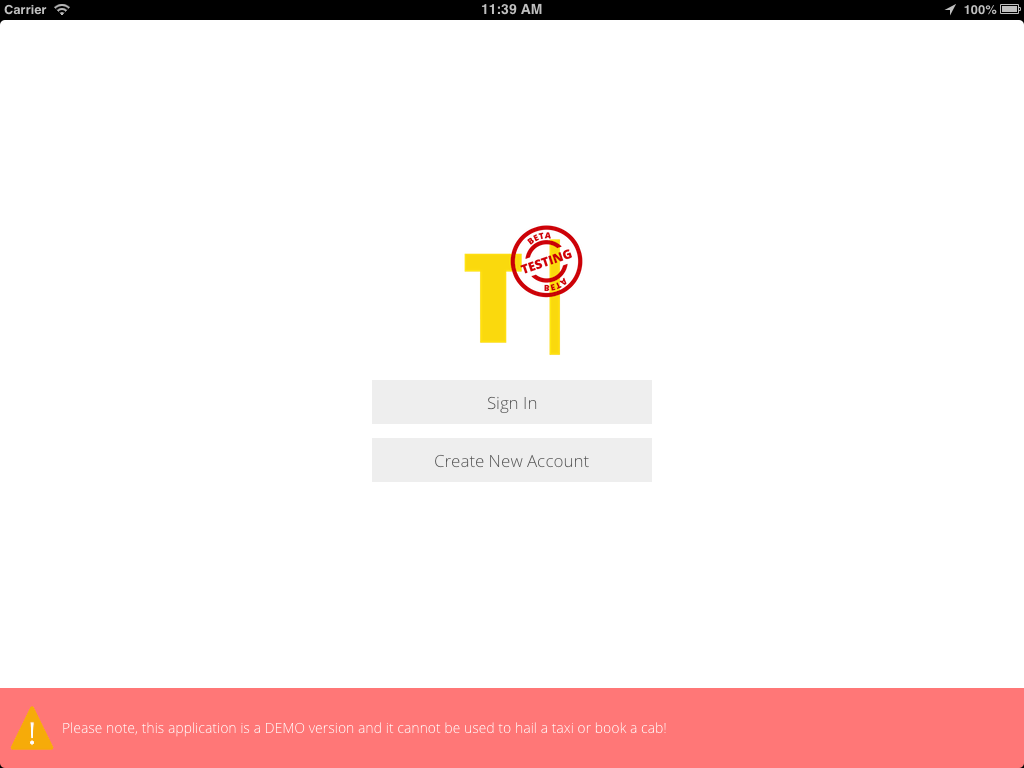 Carrier 11:39 AM 100%
T
BETA
TESTING
BETA
Sign In
Create New Account
Please note, this application is a DEMO version and it cannot be used to hail a taxi or book a cab!